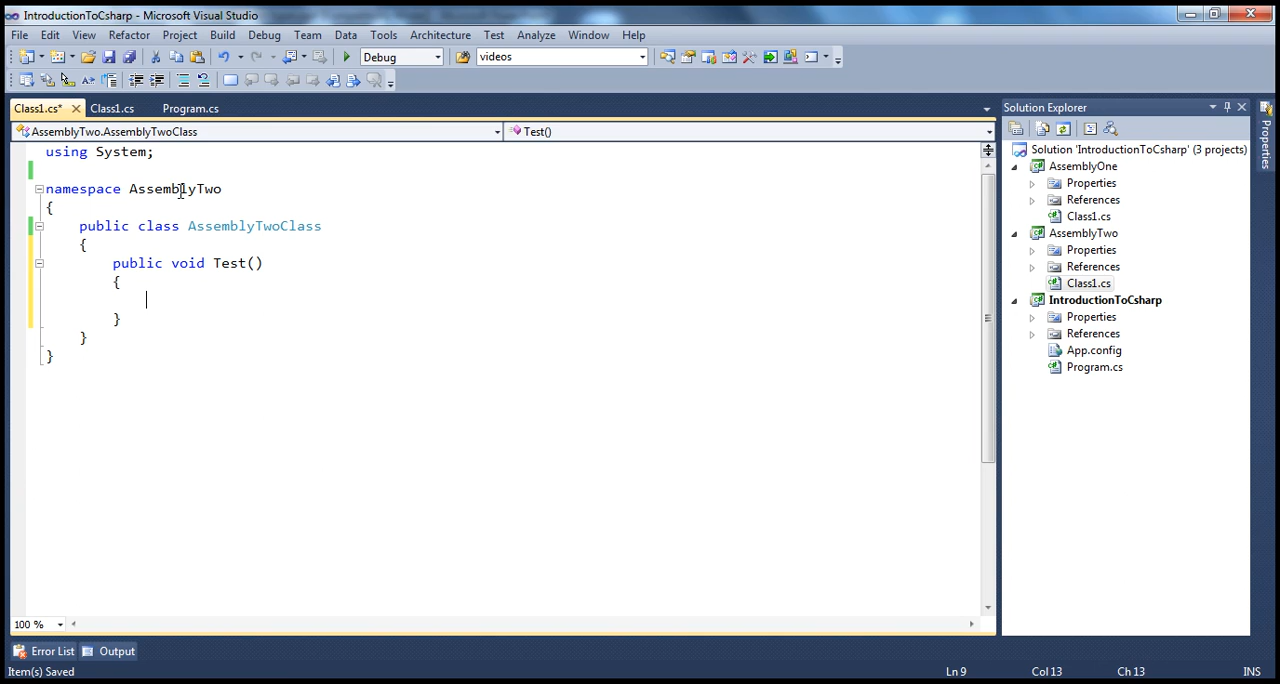 IntroductionToCsharp - Microsoft Visual Studio
File Edit View Refactor Project Build Debug Team Data Tools Architecture Test Analyze Window Help
Debug videos
Class1.cs* Class1.cs Program.cs
AssemblyTwo.AssemblyTwoClass Test()
using System;
namespace AssemblyTwo
{
public class AssemblyTwoClass
{
public void Test()
{
}
}
}
100 %
Solution Explorer
Solution 'IntroductionToCsharp' (3 projects)
AssemblyOne
Properties
References
Class1.cs
AssemblyTwo
Properties
References
Class1.cs
IntroductionToCsharp
Properties
References
App.config
Program.cs
Properties
Error List Output
Item(s) Saved Ln 9 Col 13 Ch 13 INS